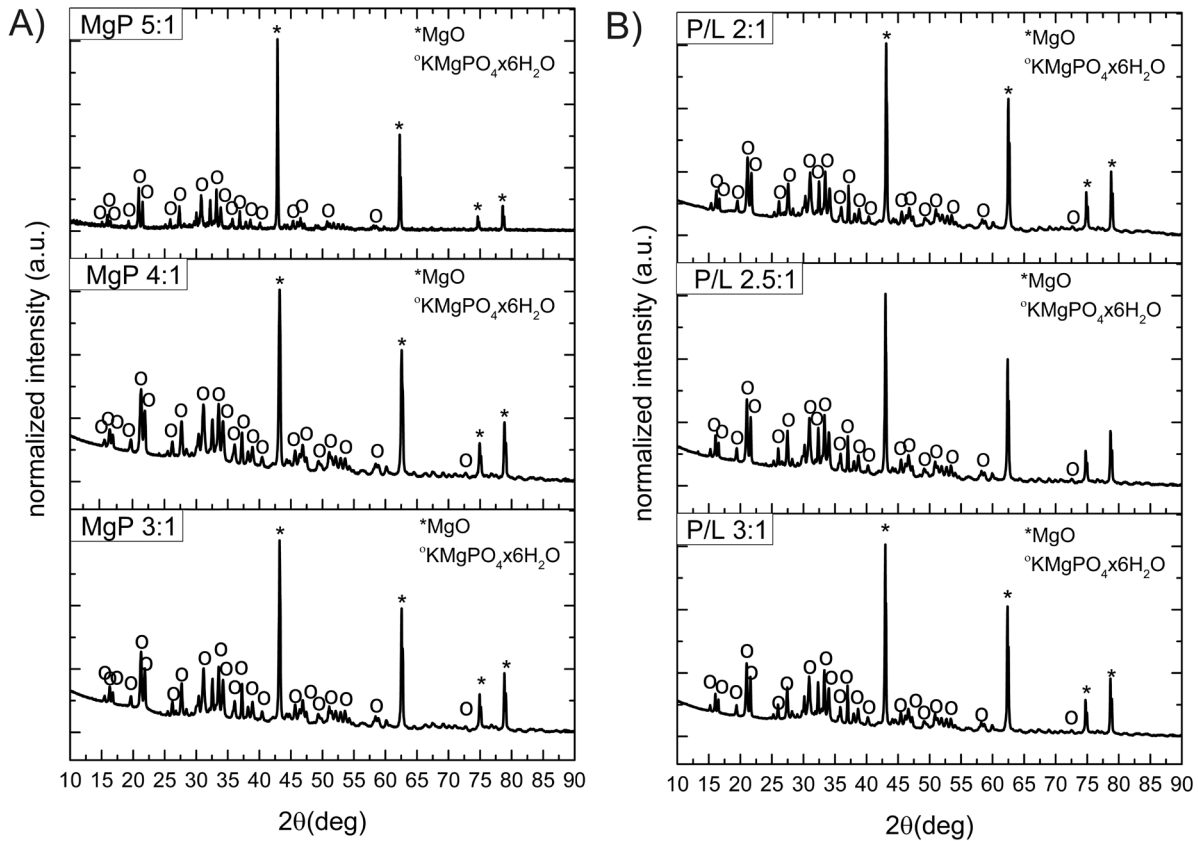 A)
MgP 5:1
*MgO
°KMgPO₄x6H₂O
MgP 4:1
*MgO
°KMgPO₄x6H₂O
MgP 3:1
*MgO
°KMgPO₄x6H₂O
normalized intensity (a.u.)
10 15 20 25 30 35 40 45 50 55 60 65 70 75 80 85 90
2θ(deg)
B)
P/L 2:1
*MgO
°KMgPO₄x6H₂O
P/L 2.5:1
*MgO
°KMgPO₄x6H₂O
P/L 3:1
*MgO
°KMgPO₄x6H₂O
normalized intensity (a.u.)
10 15 20 25 30 35 40 45 50 55 60 65 70 75 80 85 90
2θ(deg)